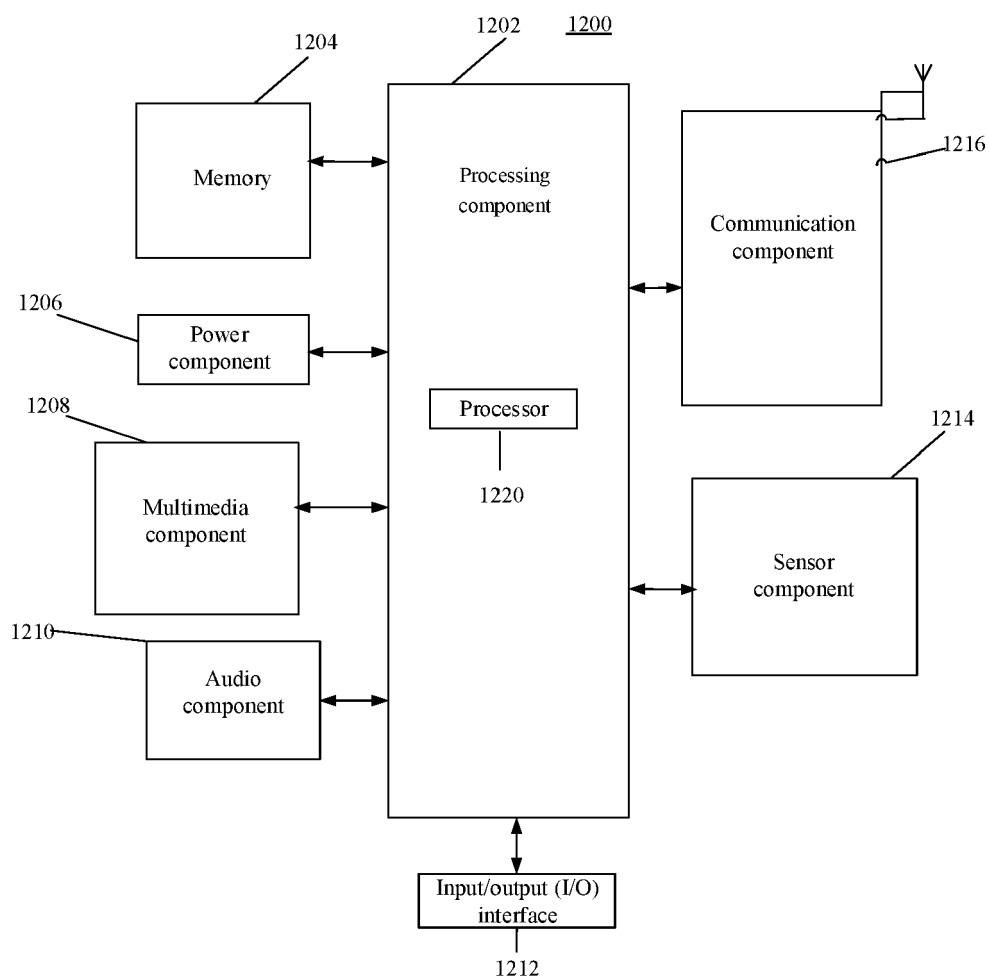 1204
1202
1200
Memory
Processing
component
1216
Communication
component
1206
Power
component
Processor
1220
1208
Multimedia
component
1214
Sensor
component
1210
Audio
component
Input/output (I/O)
interface
1212